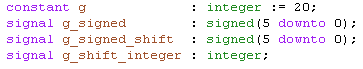 constant g : integer := 20;
signal g_signed : signed(5 downto 0);
signal g_signed_shift : signed(5 downto 0);
signal g_shift_integer : integer;